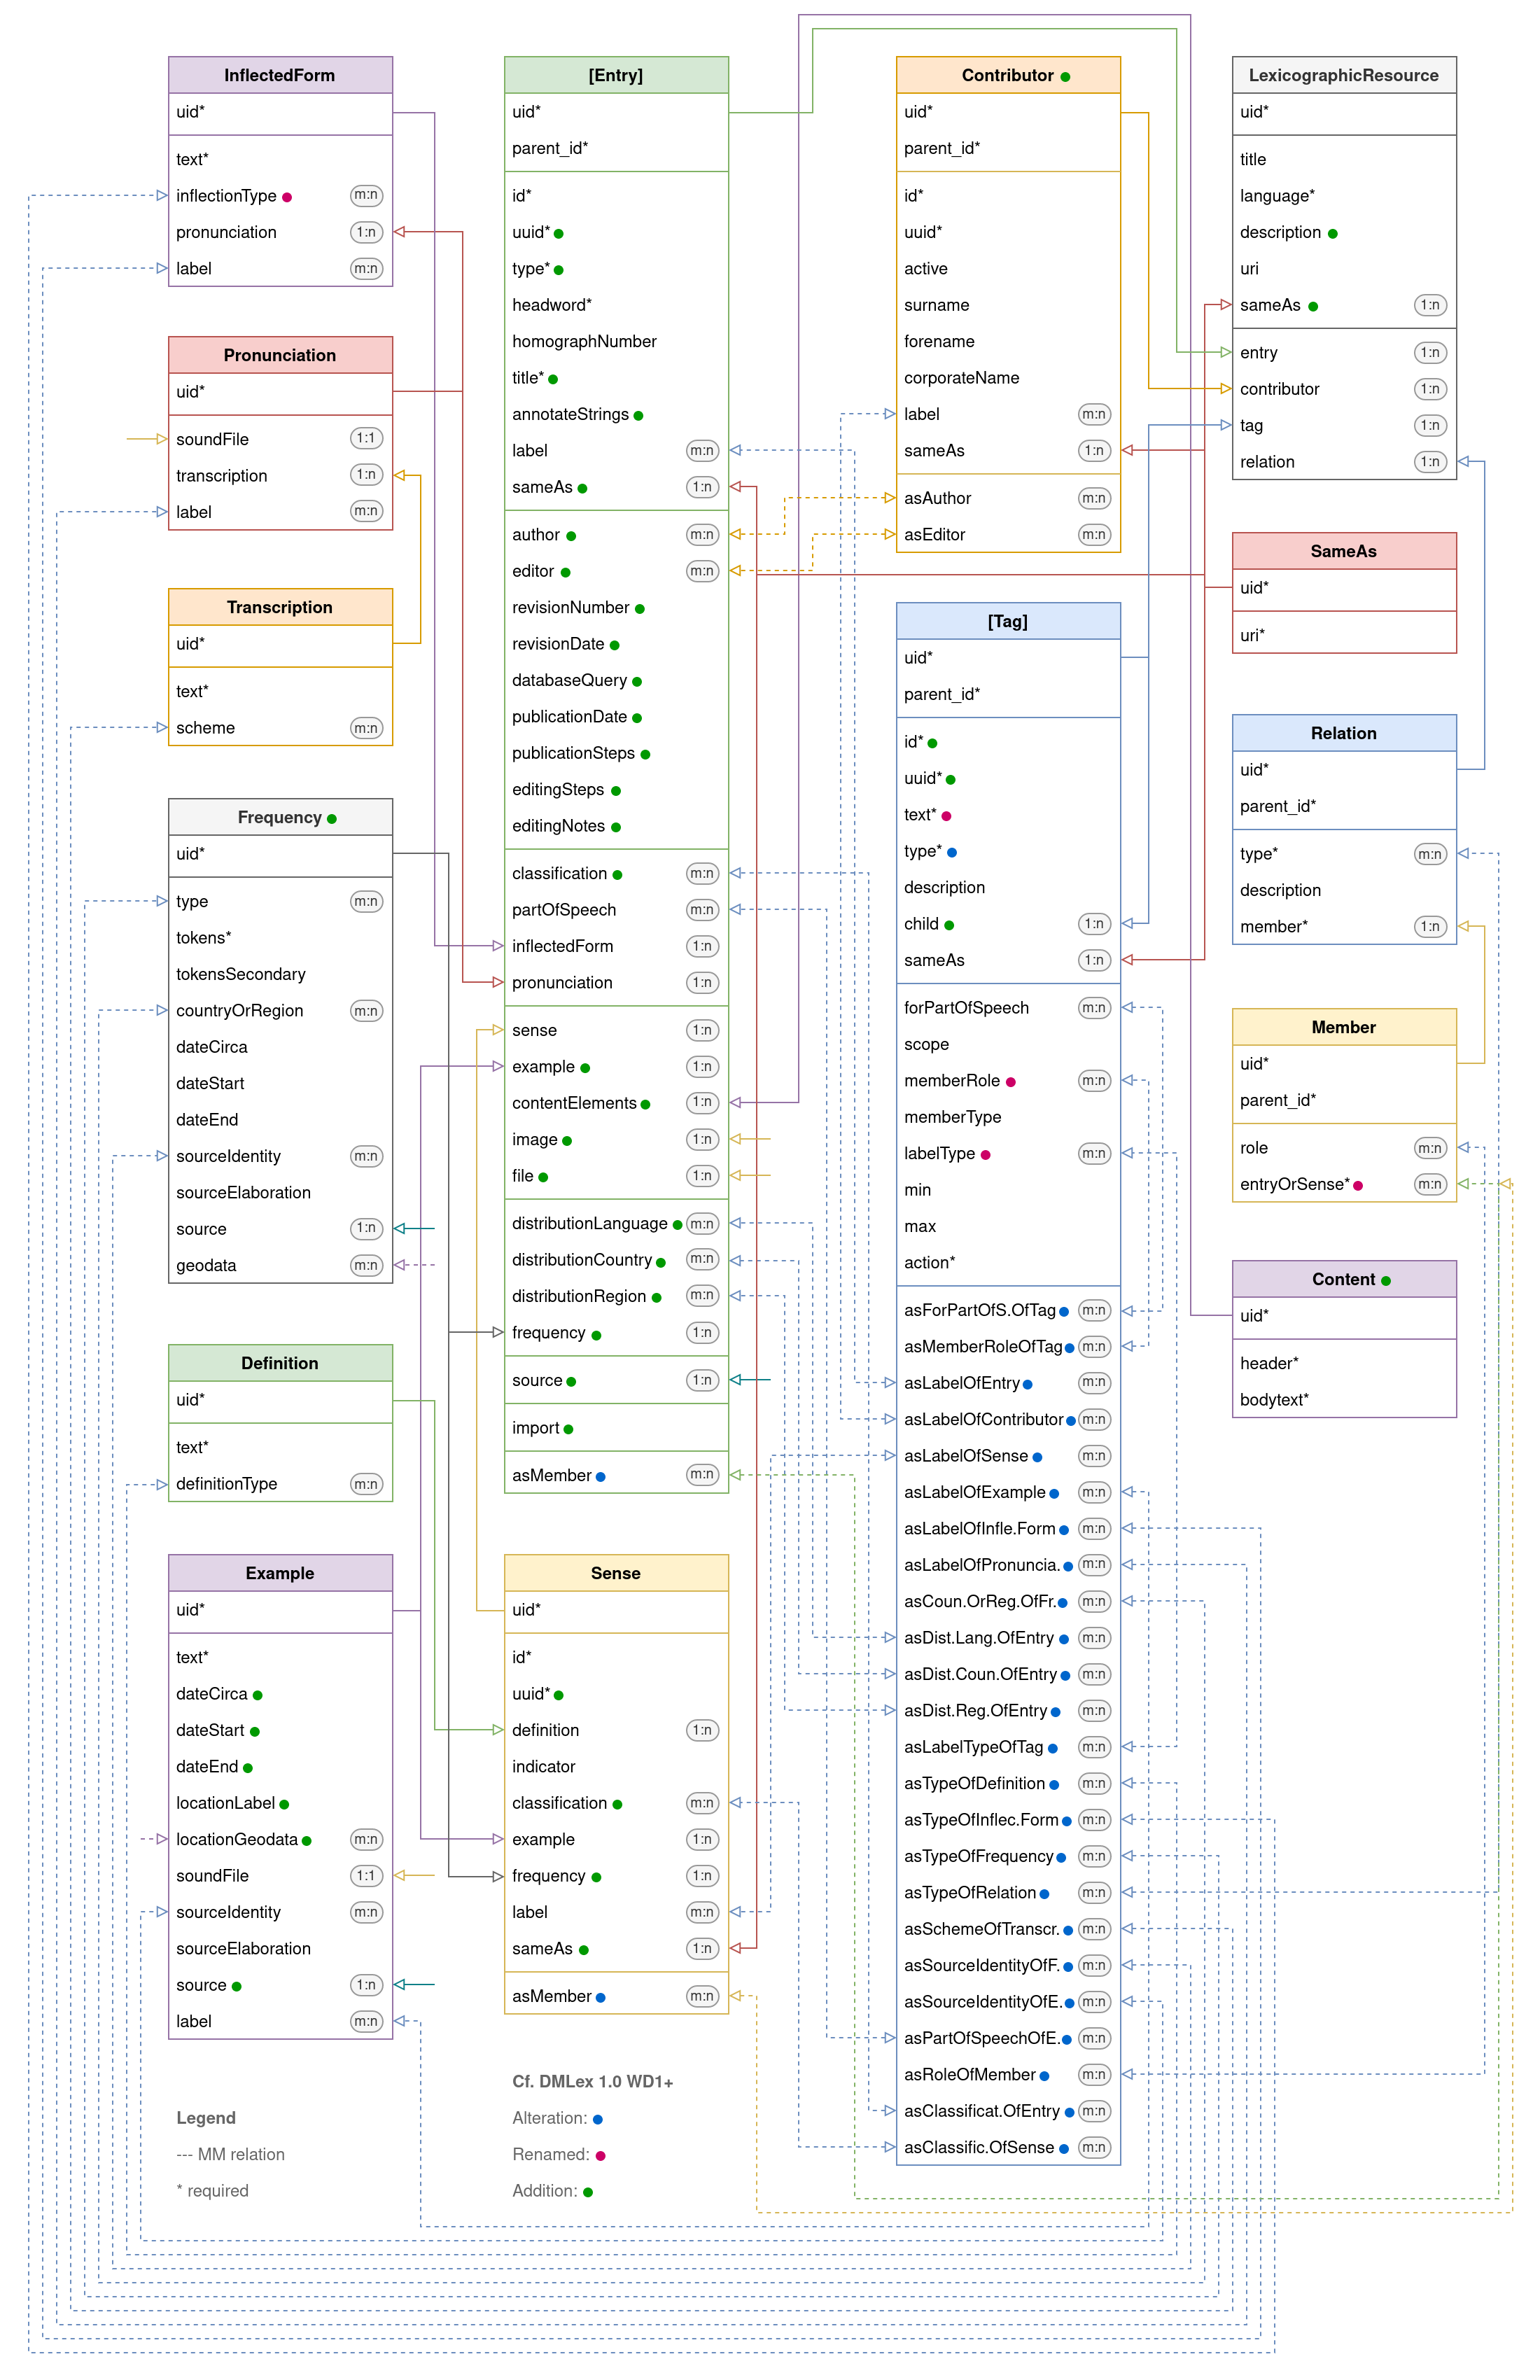 InflectedForm
uid*
text*
inflectionType m:n
pronunciation 1:n
label m:n
Pronunciation
uid*
soundFile 1:1
transcription 1:n
label m:n
Transcription
uid*
text*
scheme m:n
Frequency
uid*
type m:n
tokens*
tokensSecondary
countryOrRegion m:n
dateCirca
dateStart
dateEnd
sourceIdentity m:n
sourceElaboration
source 1:n
geodata m:n
Definition
uid*
text*
definitionType m:n
Example
uid*
text*
dateCirca
dateStart
dateEnd
locationLabel
locationGeodata m:n
soundFile 1:1
sourceIdentity m:n
sourceElaboration
source 1:n
label m:n
Legend
--- MM relation
* required
[Entry]
uid*
parent_id*
id*
uuid*
type*
headword*
homographNumber
title*
annotateStrings
label m:n
sameAs 1:n
author m:n
editor m:n
revisionNumber
revisionDate
databaseQuery
publicationDate
publicationSteps
editingSteps
editingNotes
classification m:n
partOfSpeech m:n
inflectedForm 1:n
pronunciation 1:n
sense 1:n
example 1:n
contentElements 1:n
image 1:n
file 1:n
distributionLanguage m:n
distributionCountry m:n
distributionRegion m:n
frequency 1:n
source 1:n
import
asMember m:n
Sense
uid*
id*
uuid*
definition 1:n
indicator
classification m:n
example 1:n
frequency 1:n
label m:n
sameAs 1:n
asMember m:n
Cf. DMLex 1.0 WD1+
Alteration:
Renamed:
Addition:
Contributor
uid*
parent_id*
id*
uuid*
active
surname
forename
corporateName
label m:n
sameAs 1:n
asAuthor m:n
asEditor m:n
[Tag]
uid*
parent_id*
id*
uuid*
text*
type*
description
child 1:n
sameAs 1:n
forPartOfSpeech m:n
scope
memberRole m:n
memberType
labelType m:n
min
max
action*
asForPartOfS.OfTag m:n
asMemberRoleOfTag m:n
asLabelOfEntry m:n
asLabelOfContributor m:n
asLabelOfSense m:n
asLabelOfExample m:n
asLabelOfInfle.Form m:n
asLabelOfPronuncia. m:n
asCoun.OrReg.OfFr. m:n
asDist.Lang.OfEntry m:n
asDist.Coun.OfEntry m:n
asDist.Reg.OfEntry m:n
asLabelTypeOfTag m:n
asTypeOfDefinition m:n
asTypeOfInflec.Form m:n
asTypeOfFrequency m:n
asTypeOfRelation m:n
asSchemeOfTranscr. m:n
asSourceIdentityOfF. m:n
asSourceIdentityOfE. m:n
asPartOfSpeechOfE. m:n
asRoleOfMember m:n
asClassificat.OfEntry m:n
asClassific.OfSense m:n
LexicographicResource
uid*
title
language*
description
uri
sameAs 1:n
entry 1:n
contributor 1:n
tag 1:n
relation 1:n
SameAs
uid*
uri*
Relation
uid*
parent_id*
type* m:n
description
member* 1:n
Member
uid*
parent_id*
role m:n
entryOrSense* m:n
Content
uid*
header*
bodytext*